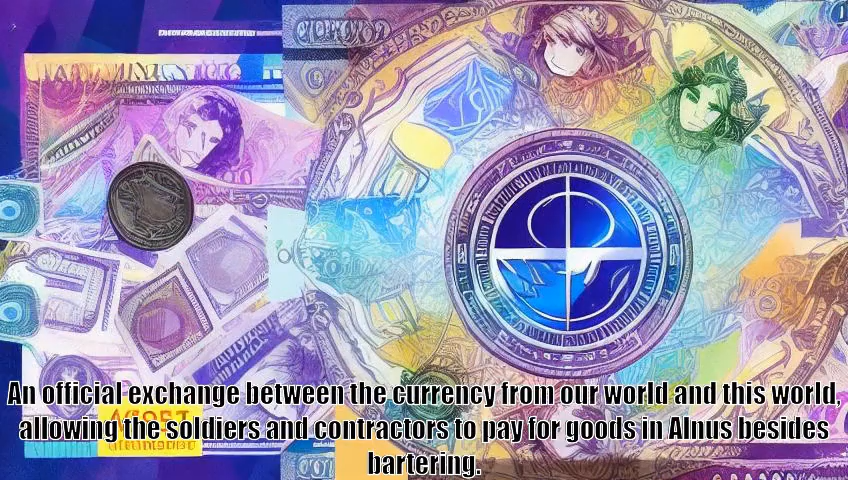 An official exchange between the currency from our world and this world,
allowing the soldiers and contractors to pay for goods in Alnus besides
bartering.